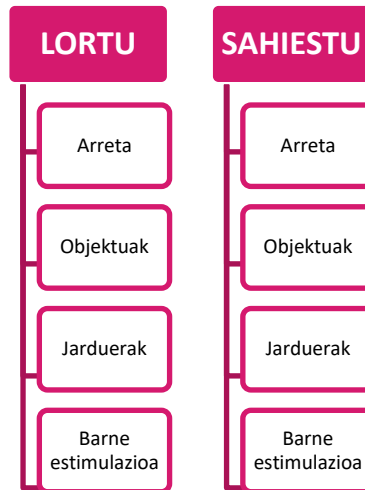 LORTU
Arreta
Objektuak
Jarduerak
Barne
estimulazioa
SAHIESTU
Arreta
Objektuak
Jarduerak
Barne
estimulazioa